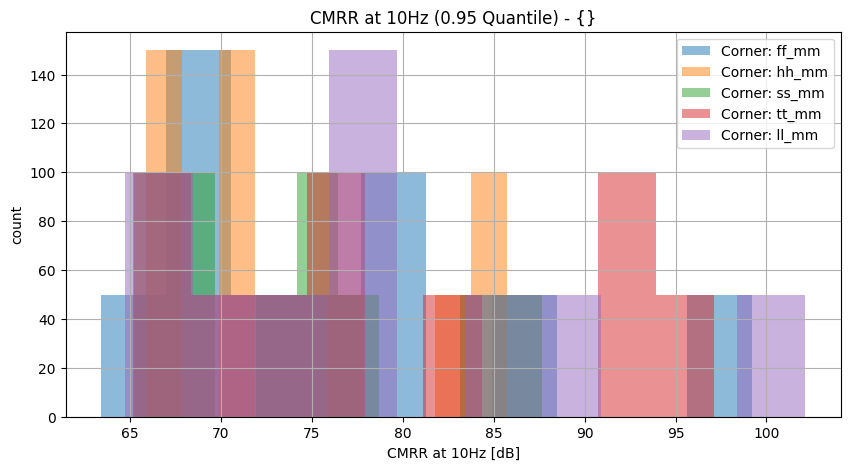 CMRR at 10Hz (0.95 Quantile) - {}
Corner: ff_mm
Corner: hh_mm
Corner: ss_mm
Corner: tt_mm
Corner: ll_mm
count
140
120
100
80
60
40
20
0
65 70 75 80 85 90 95 100
CMRR at 10Hz [dB]